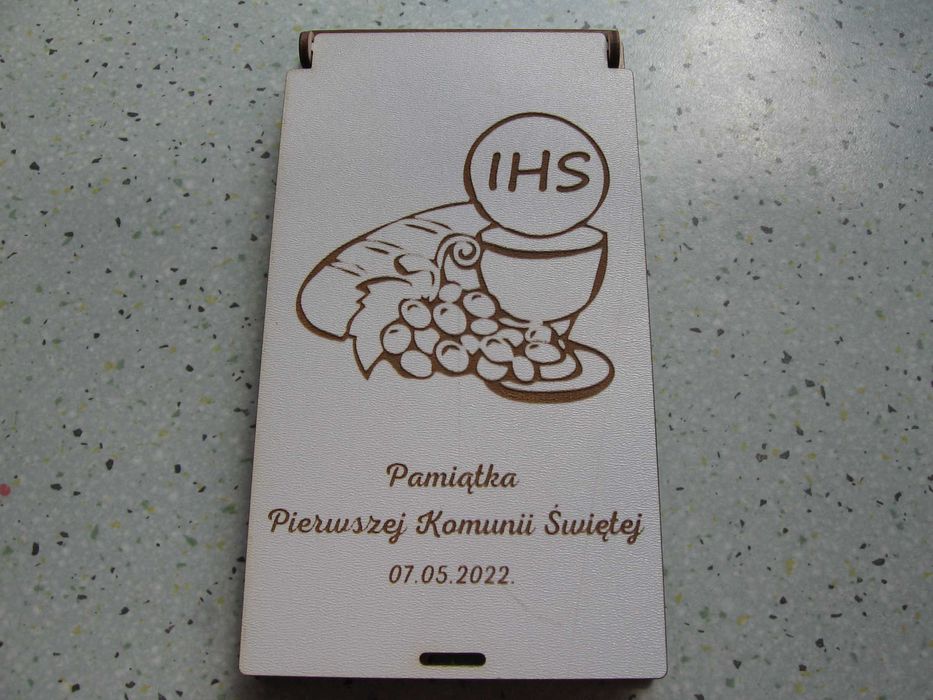 IHS
Pamiątka
Pierwszej Komunii Świętej
07.05.2022.